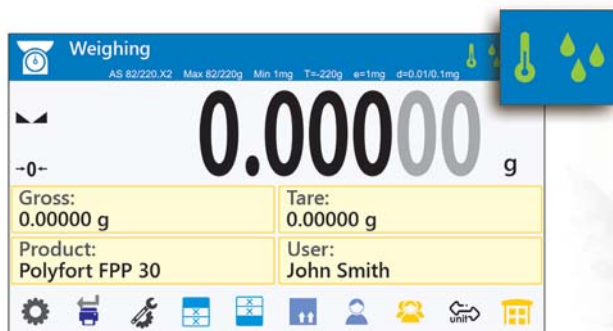 Weighing
AS 82/220.X2 Max 82/220g Min 1mg T=-220g e=1mg d=0.01/0.1mg
→0←
0.00000 g
Gross:
0.00000 g
Tare:
0.00000 g
Product:
Polyfort FPP 30
User:
John Smith
unit